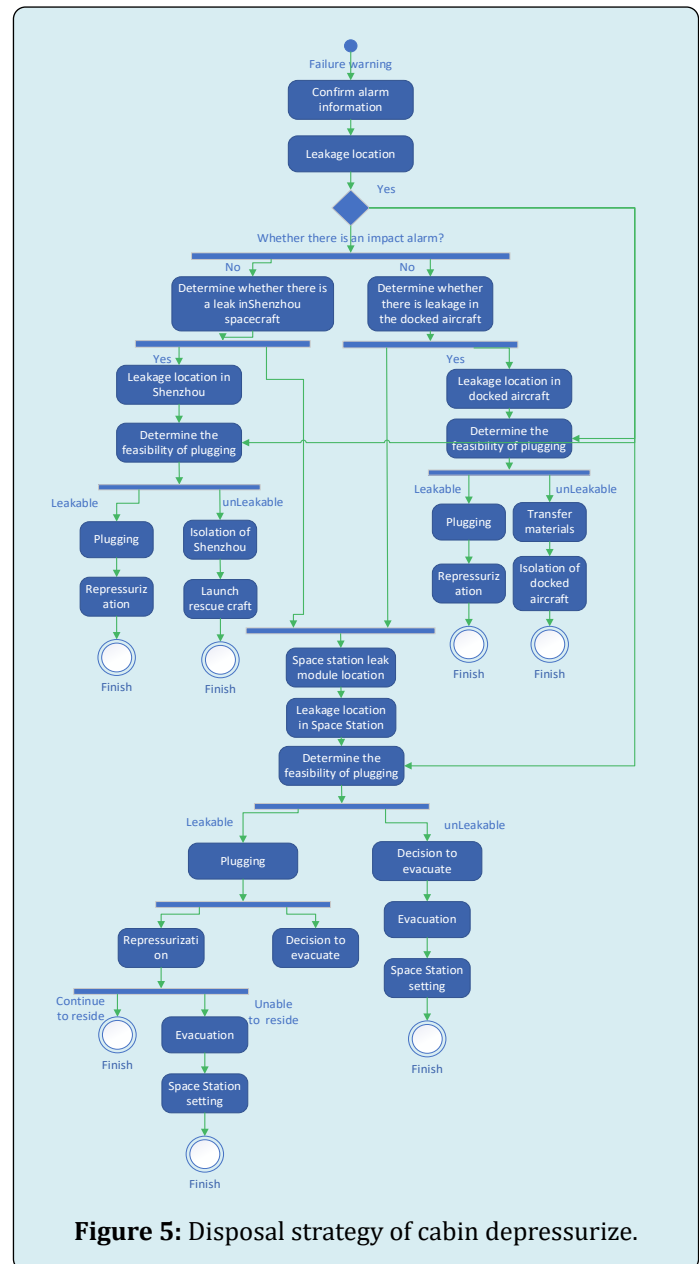 Failure warning
Confirm alarm
information
Leakage location
Yes
Whether there is an impact alarm?
No
No
Determine whether there is
a leak inShenzhou
spacecraft
Determine whether
there is leakage in
the docked aircraft
Yes
Yes
Leakage location in
Shenzhou
Leakage location in
docked aircraft
Determine the
feasibility of plugging
Determine the
feasibility of plugging
Leakable
unLeakable
Leakable
unLeakable
Plugging
Isolation of
Shenzhou
Plugging
Transfer
materials
Repressuriz
ation
Launch
rescue craft
Repressuriz
ation
Isolation of
docked
aircraft
Finish
Finish
Finish
Finish
Space station leak
module location
Leakage location
in Space Station
Determine the
feasibility of plugging
Leakable
unLeakable
Plugging
Decision to
evacuate
Repressurizati
on
Decision to
evacuate
Evacuation
Space Station
setting
Continue
to reside
Unable
to reside
Finish
Evacuation
Finish
Space Station
setting
Finish
Figure 5: Disposal strategy of cabin depressurize.